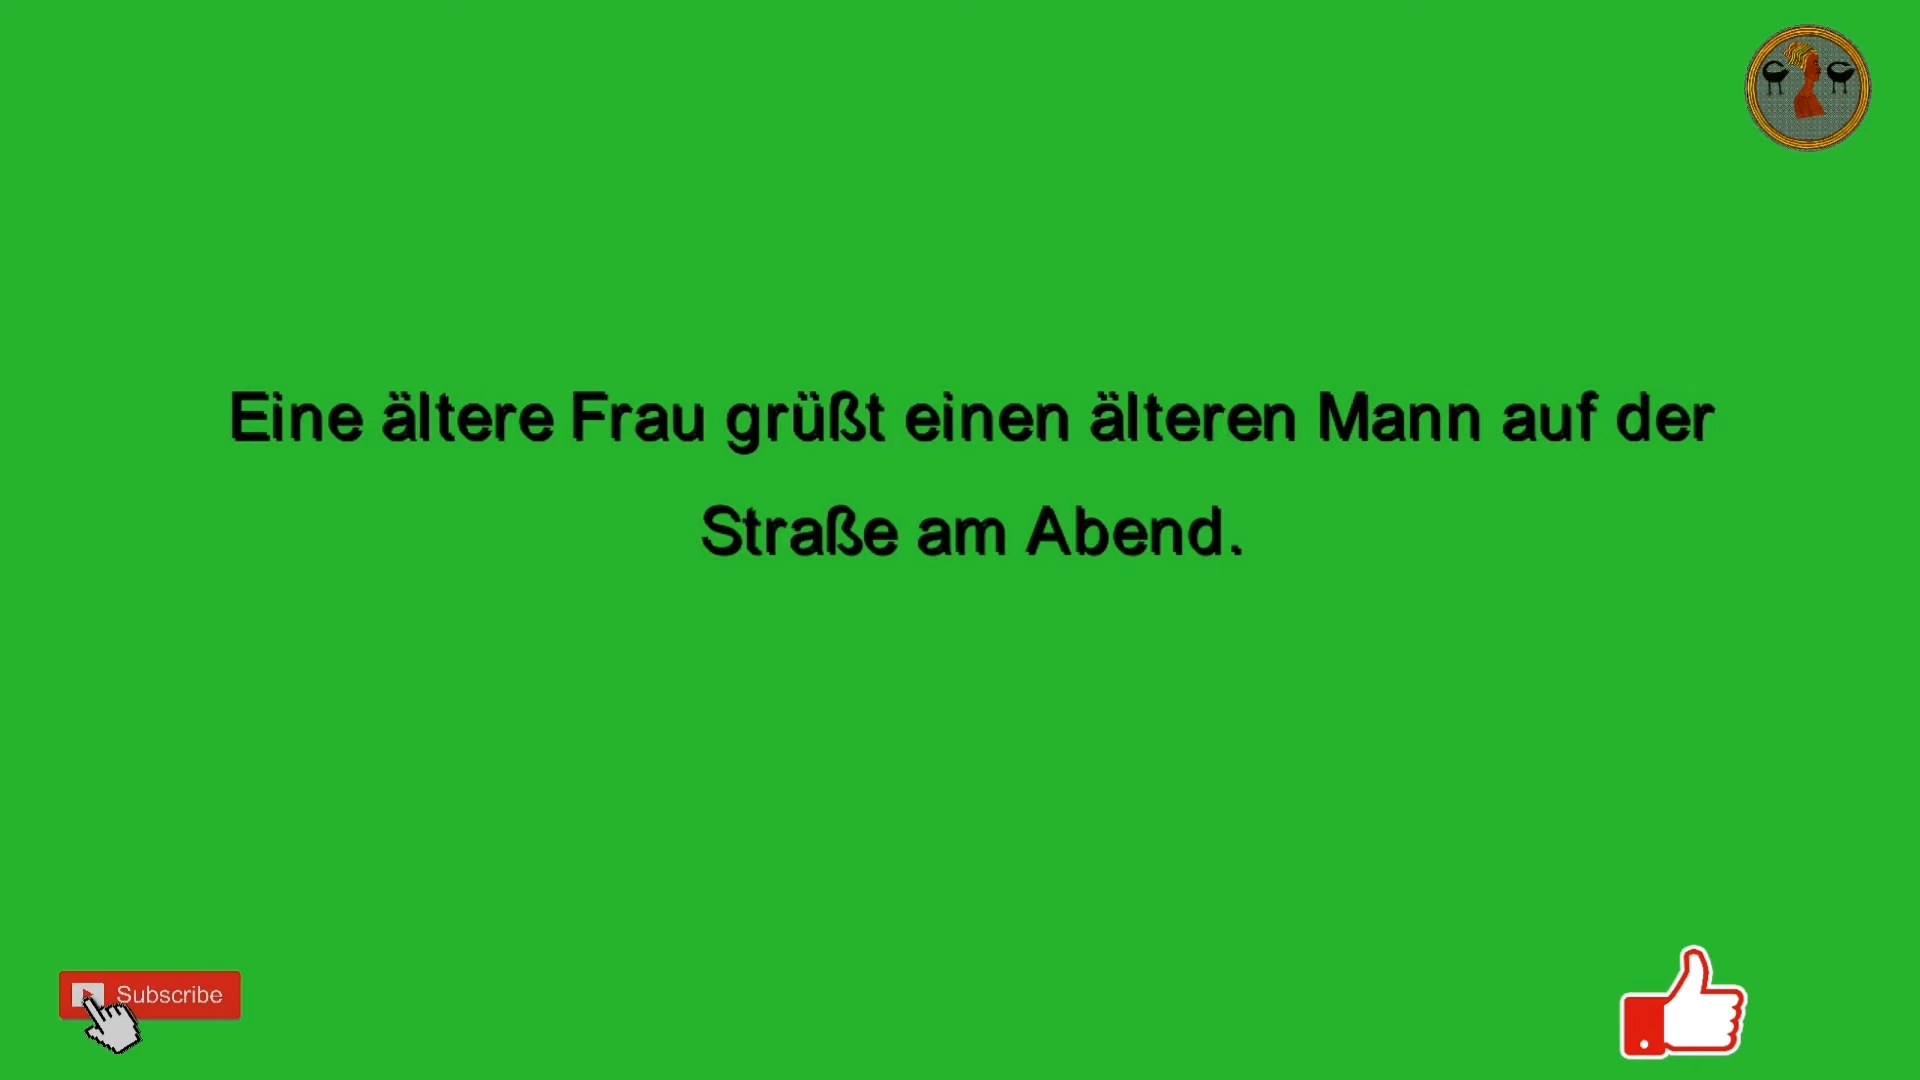 Eine ältere Frau grüßt einen älteren Mann auf der
Straße am Abend.
Subscribe